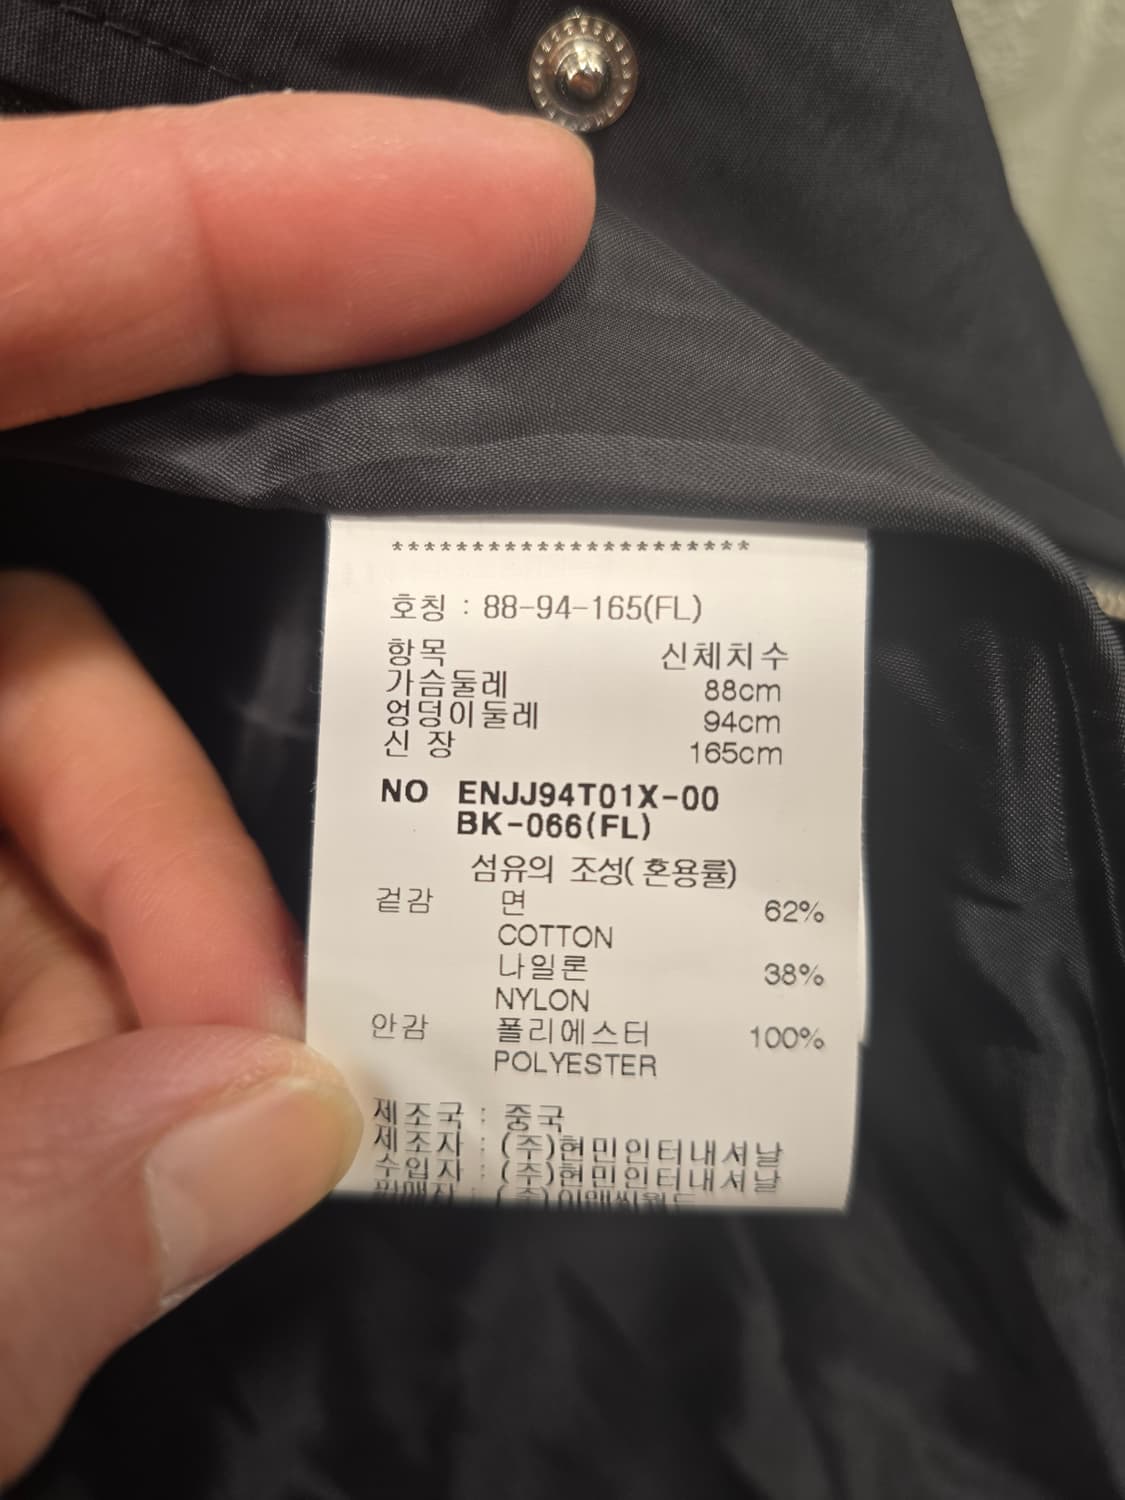 ***********************
호칭 : 88-94-165(FL)
항목 신체치수
가슴둘레 88cm
엉덩이둘레 94cm
신 장 165cm
NO ENJJ94T01X-00
BK-066(FL)
섬유의 조성( 혼용률)
겉감 면 62%
COTTON
나일론 38%
NYLON
안감 폴리에스터 100%
POLYESTER
제조국 : 중국
제조자 : (주)현민인터내셔날
수입자 : (주)현민인터내셔날
판매자 : (주)